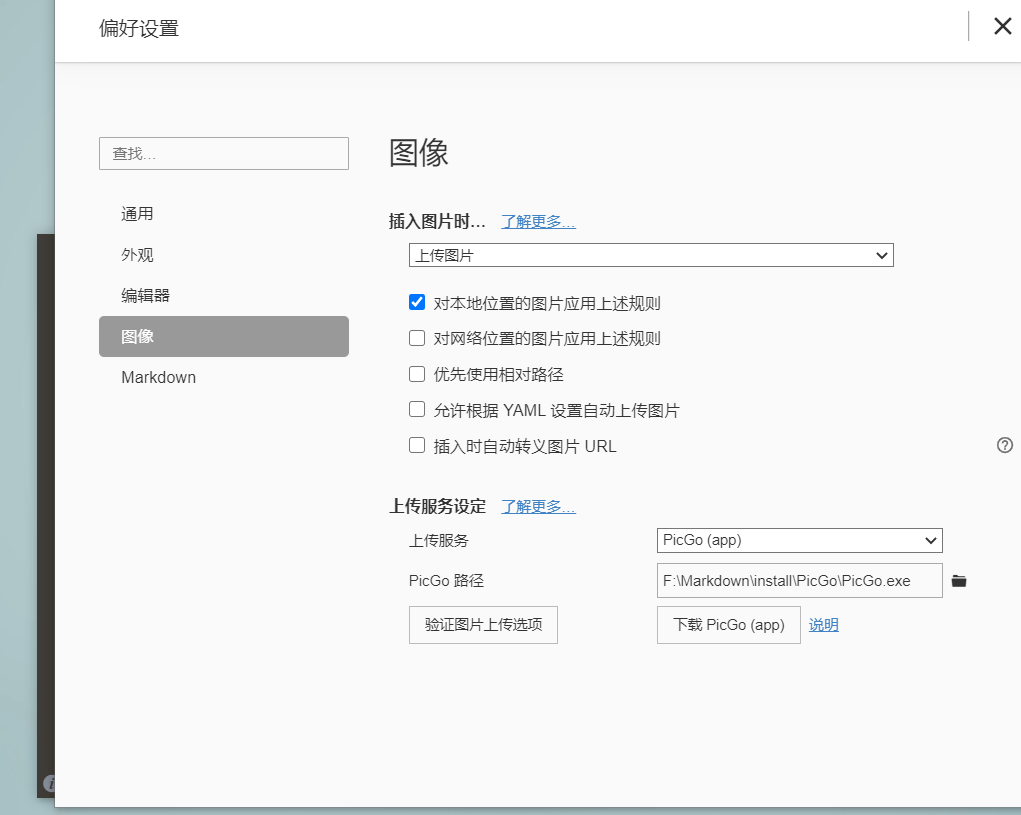 偏好设置
查找...
通用
外观
编辑器
图像
Markdown
图像
插入图片时... 了解更多...
上传图片
对本地位置的图片应用上述规则
对网络位置的图片应用上述规则
优先使用相对路径
允许根据 YAML 设置自动上传图片
插入时自动转义图片 URL
上传服务设定 了解更多...
上传服务 PicGo (app)
PicGo 路径 F:\Markdown\install\PicGo\PicGo.exe
验证图片上传选项 下载 PicGo (app) 说明